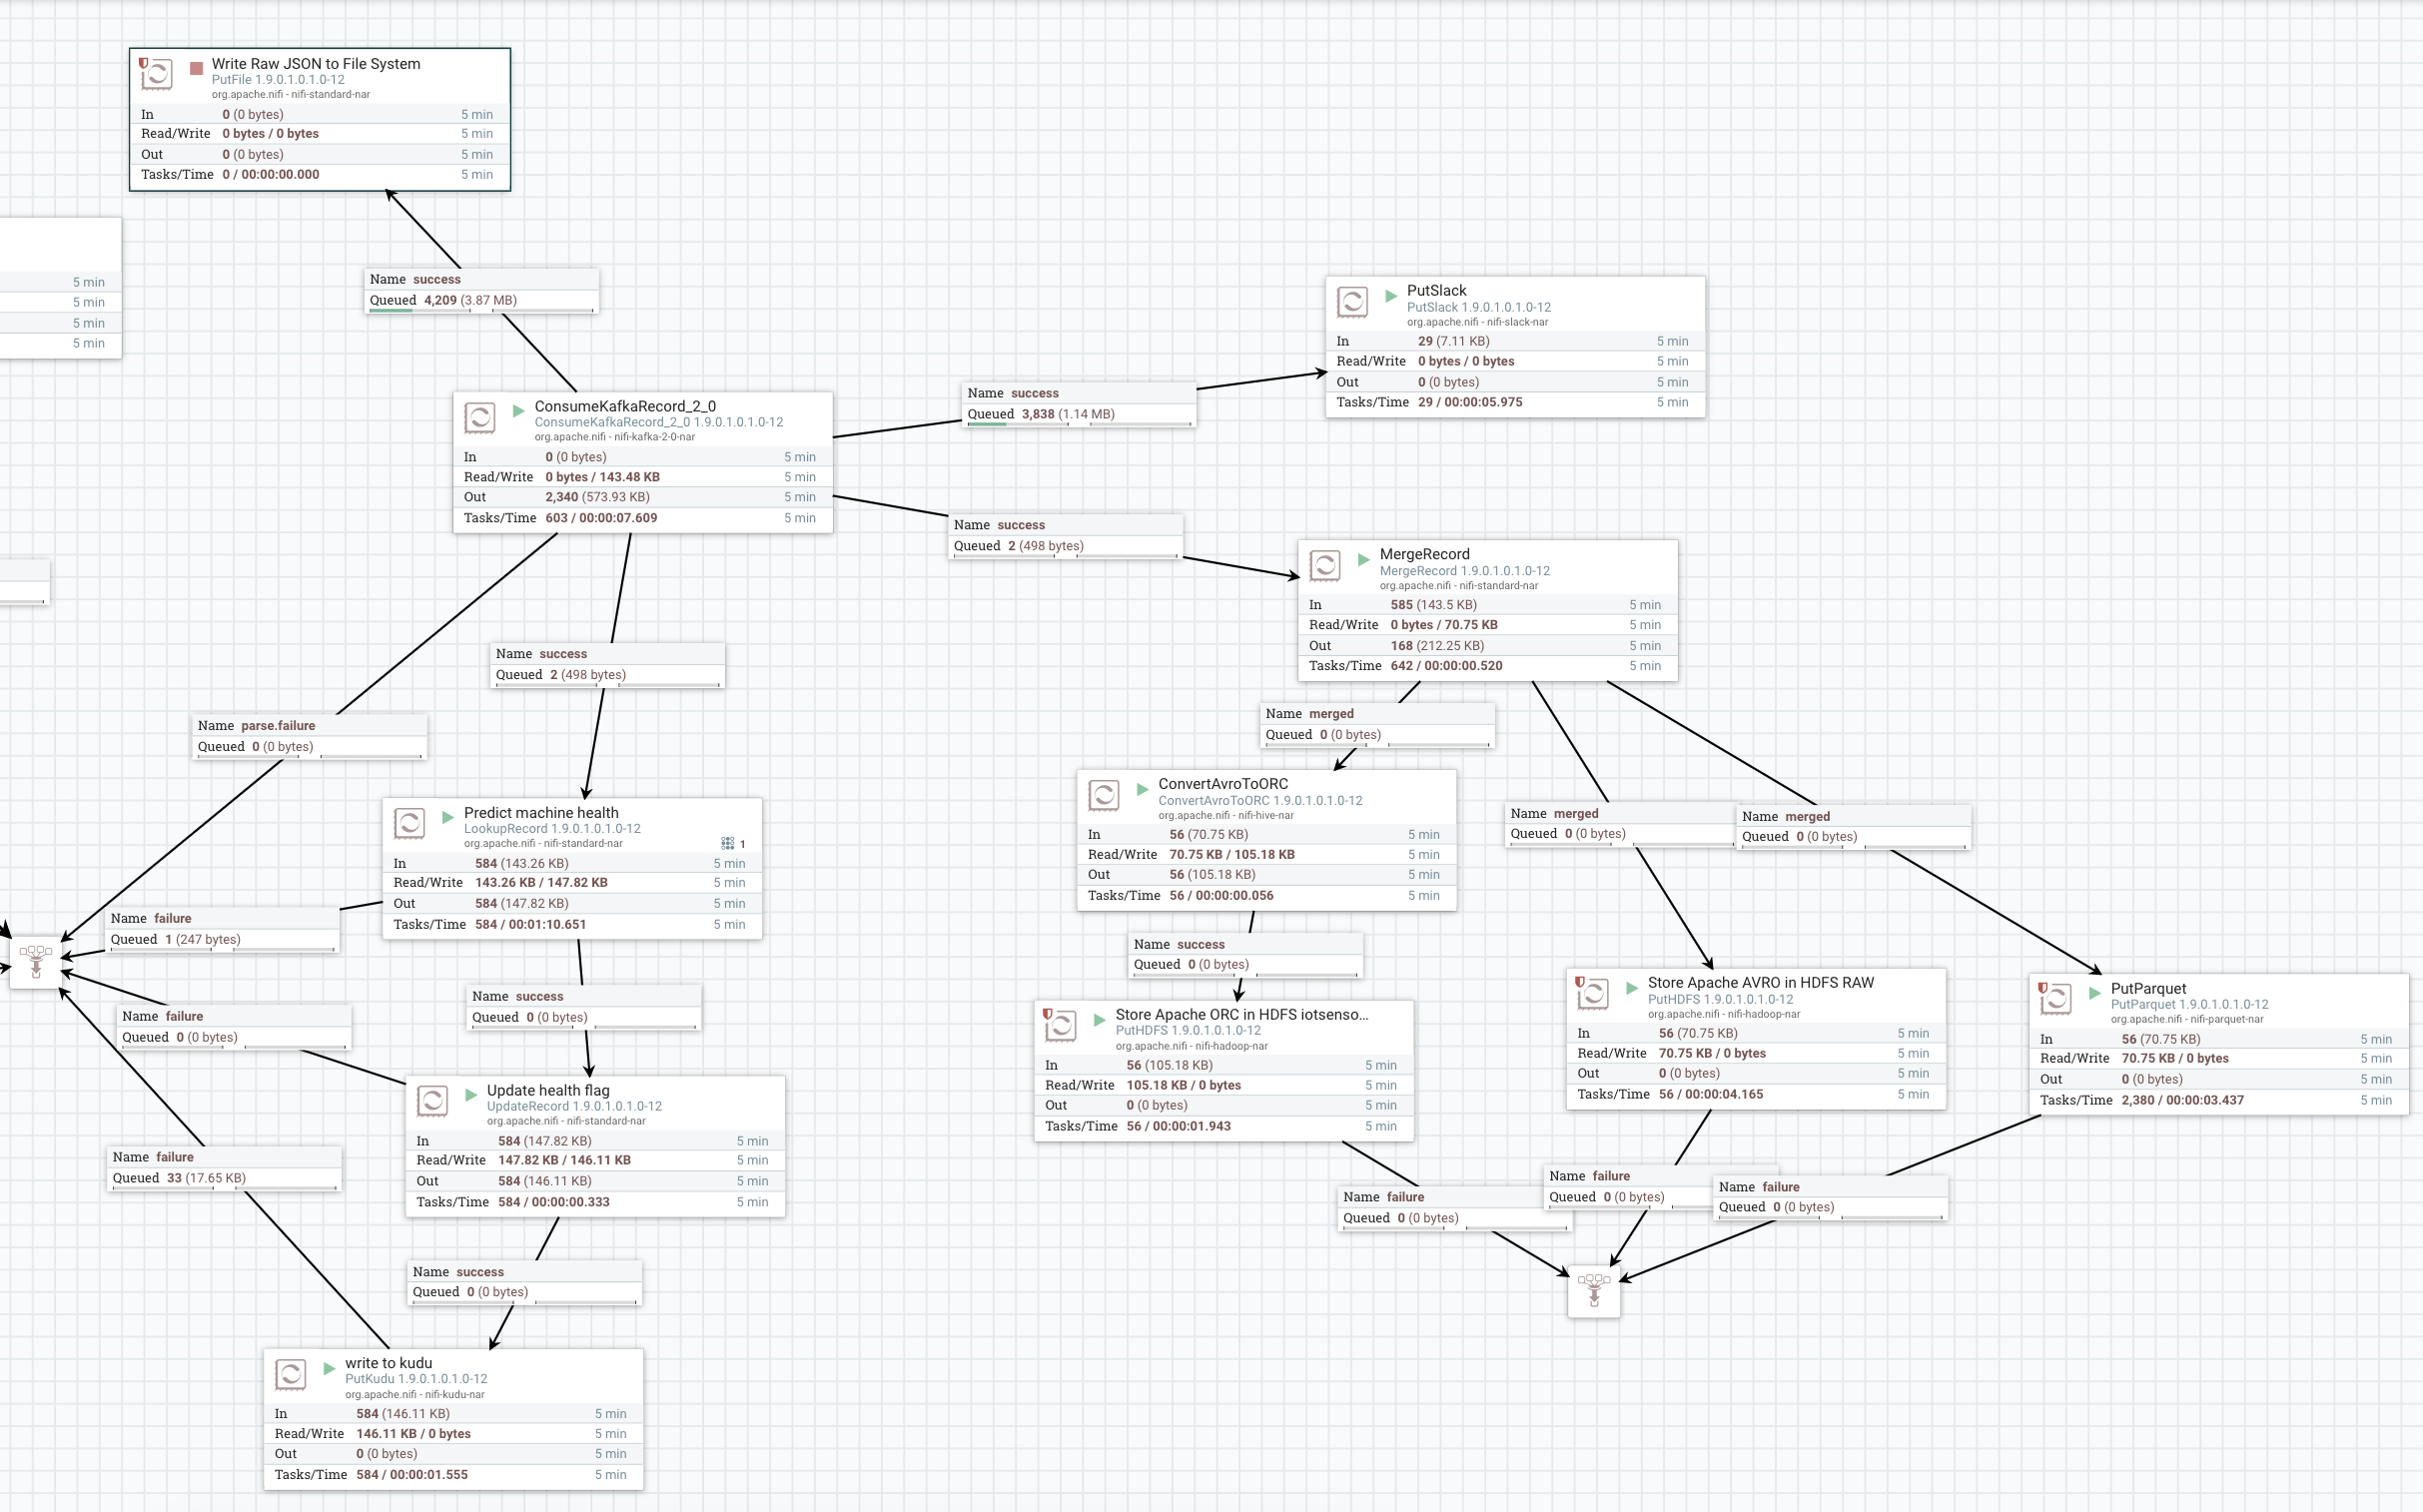 Write Raw JSON to File System
PutFile 1.9.0.1.0.1.0-12
org.apache.nifi - nifi-standard-nar
In 0 (0 bytes) 5 min
Read/Write 0 bytes / 0 bytes 5 min
Out 0 (0 bytes) 5 min
Tasks/Time 0 / 00:00:00.000 5 min
5 min
5 min
5 min
5 min
Name success
Queued 4,209 (3.87 MB)
PutSlack
PutSlack 1.9.0.1.0.1.0-12
org.apache.nifi - nifi-slack-nar
In 29 (7.11 KB) 5 min
Read/Write 0 bytes / 0 bytes 5 min
Out 0 (0 bytes) 5 min
Tasks/Time 29 / 00:00:05.975 5 min
Name success
Queued 3,838 (1.14 MB)
ConsumeKafkaRecord_2_0
ConsumeKafkaRecord_2_0 1.9.0.1.0.1.0-12
org.apache.nifi - nifi-kafka-2-0-nar
In 0 (0 bytes) 5 min
Read/Write 0 bytes / 143.48 KB 5 min
Out 2,340 (573.93 KB) 5 min
Tasks/Time 603 / 00:00:07.609 5 min
Name success
Queued 2 (498 bytes)
MergeRecord
MergeRecord 1.9.0.1.0.1.0-12
org.apache.nifi - nifi-standard-nar
In 585 (143.5 KB) 5 min
Read/Write 0 bytes / 70.75 KB 5 min
Out 168 (212.25 KB) 5 min
Tasks/Time 642 / 00:00:00.520 5 min
Name success
Queued 2 (498 bytes)
Name parse.failure
Queued 0 (0 bytes)
Name merged
Queued 0 (0 bytes)
Predict machine health
LookupRecord 1.9.0.1.0.1.0-12
org.apache.nifi - nifi-standard-nar
1
In 584 (143.26 KB) 5 min
Read/Write 143.26 KB / 147.82 KB 5 min
Out 584 (147.82 KB) 5 min
Tasks/Time 584 / 00:01:10.651 5 min
ConvertAvroToORC
ConvertAvroToORC 1.9.0.1.0.1.0-12
org.apache.nifi - nifi-hive-nar
In 56 (70.75 KB) 5 min
Read/Write 70.75 KB / 105.18 KB 5 min
Out 56 (105.18 KB) 5 min
Tasks/Time 56 / 00:00:00.056 5 min
Name merged
Queued 0 (0 bytes)
Name merged
Queued 0 (0 bytes)
Name failure
Queued 1 (247 bytes)
Name success
Queued 0 (0 bytes)
Name success
Queued 0 (0 bytes)
Name failure
Queued 0 (0 bytes)
Store Apache ORC in HDFS iotsenso...
PutHDFS 1.9.0.1.0.1.0-12
org.apache.nifi - nifi-hadoop-nar
In 56 (105.18 KB) 5 min
Read/Write 105.18 KB / 0 bytes 5 min
Out 0 (0 bytes) 5 min
Tasks/Time 56 / 00:00:01.943 5 min
Store Apache AVRO in HDFS RAW
PutHDFS 1.9.0.1.0.1.0-12
org.apache.nifi - nifi-hadoop-nar
In 56 (70.75 KB) 5 min
Read/Write 70.75 KB / 0 bytes 5 min
Out 0 (0 bytes) 5 min
Tasks/Time 56 / 00:00:04.165 5 min
PutParquet
PutParquet 1.9.0.1.0.1.0-12
org.apache.nifi - nifi-parquet-nar
In 56 (70.75 KB) 5 min
Read/Write 70.75 KB / 0 bytes 5 min
Out 0 (0 bytes) 5 min
Tasks/Time 2,380 / 00:00:03.437 5 min
Update health flag
UpdateRecord 1.9.0.1.0.1.0-12
org.apache.nifi - nifi-standard-nar
In 584 (147.82 KB) 5 min
Read/Write 147.82 KB / 146.11 KB 5 min
Out 584 (146.11 KB) 5 min
Tasks/Time 584 / 00:00:00.333 5 min
Name failure
Queued 33 (17.65 KB)
Name failure
Queued 0 (0 bytes)
Name failure
Queued 0 (0 bytes)
Name failure
Queued 0 (0 bytes)
Name success
Queued 0 (0 bytes)
write to kudu
PutKudu 1.9.0.1.0.1.0-12
org.apache.nifi - nifi-kudu-nar
In 584 (146.11 KB) 5 min
Read/Write 146.11 KB / 0 bytes 5 min
Out 0 (0 bytes) 5 min
Tasks/Time 584 / 00:00:01.555 5 min